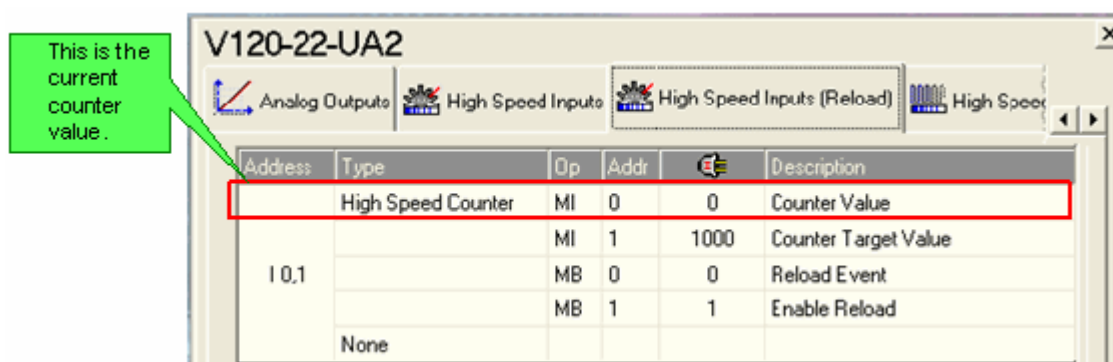 This is the
current
counter
value.
V120-22-UA2
Analog Outputs High Speed Inputs High Speed Inputs (Reload) High Speed
Address Type Op Addr Description
High Speed Counter MI 0 0 Counter Value
MI 1 1000 Counter Target Value
I 0,1 MB 0 0 Reload Event
MB 1 1 Enable Reload
None